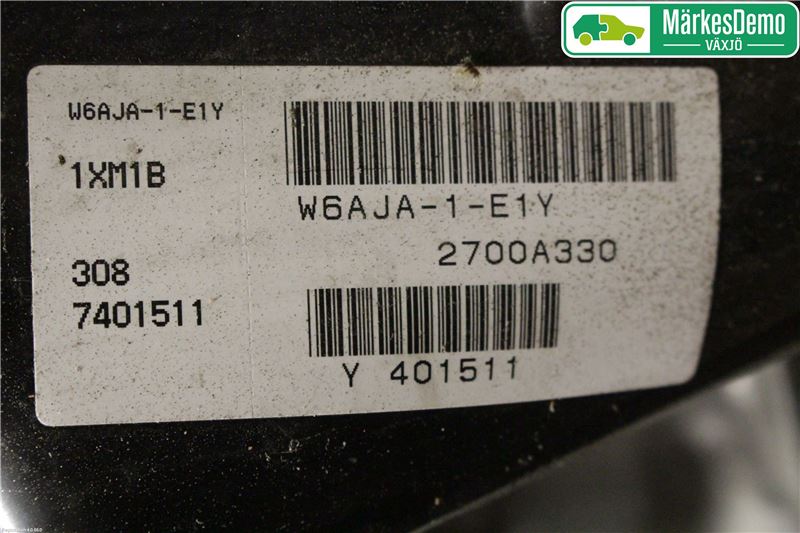 MärkesDemo
VÄXJÖ
W6AJA-1-E1Y
1XM1B
308
7401511
W6AJA-1-E1Y
2700A330
Y 401511